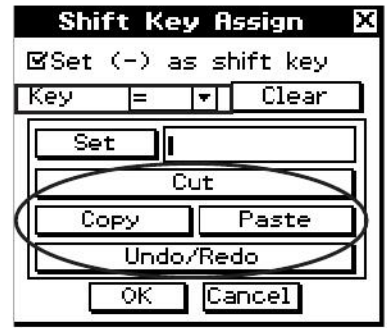 Shift Key Assign
Set (-) as shift key
Key = Clear
Set
Cut
Copy Paste
Undo/Redo
OK Cancel